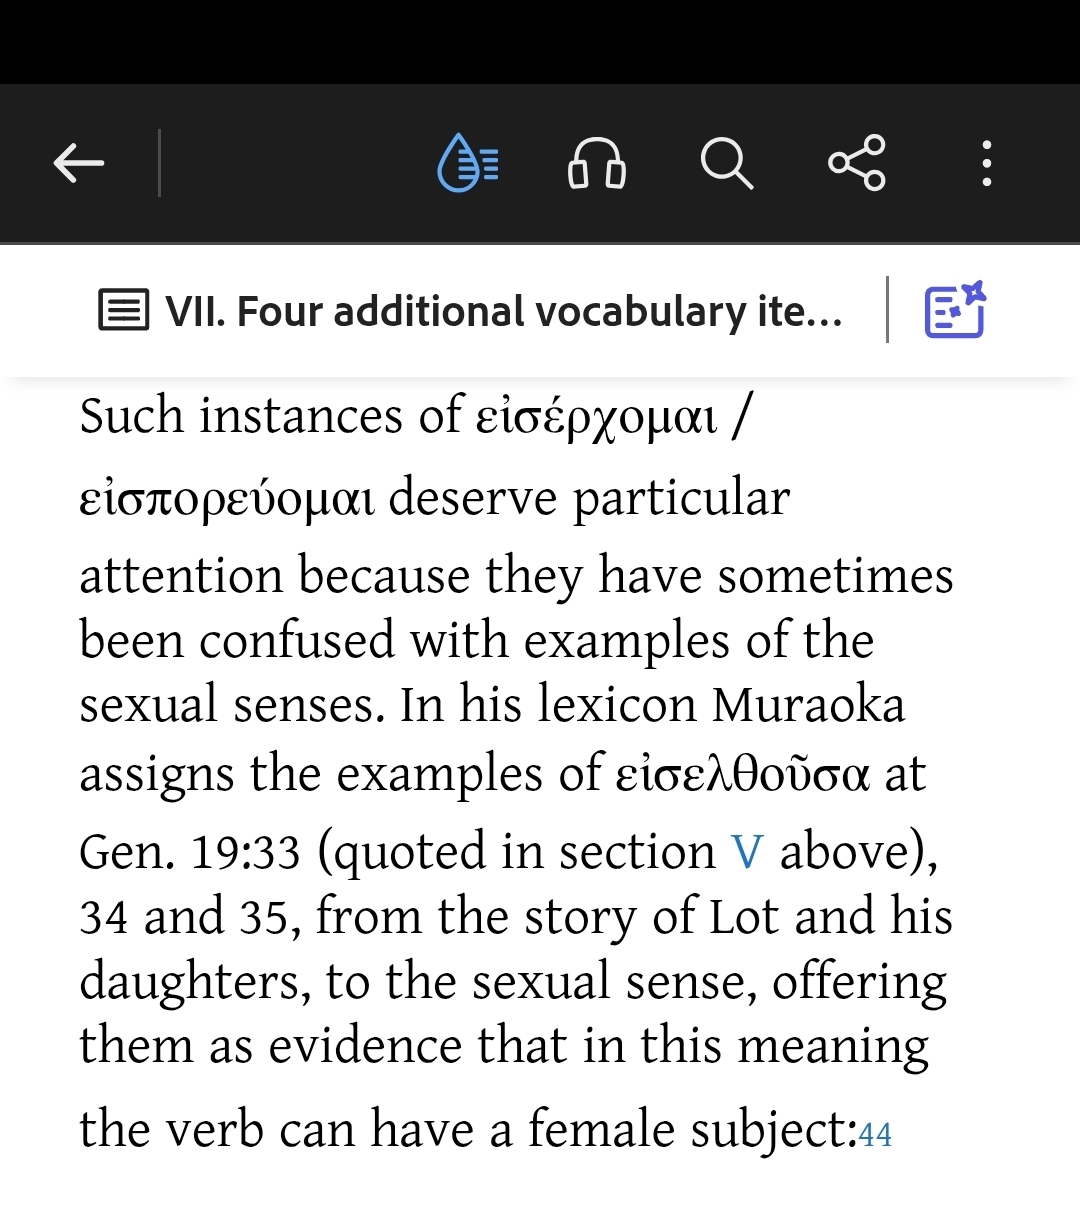 VII. Four additional vocabulary ite...
Such instances of εἰσέρχομαι /
εἰσπορεύομαι deserve particular
attention because they have sometimes
been confused with examples of the
sexual senses. In his lexicon Muraoka
assigns the examples of εἰσελθοῦσα at
Gen. 19:33 (quoted in section V above),
34 and 35, from the story of Lot and his
daughters, to the sexual sense, offering
them as evidence that in this meaning
the verb can have a female subject:44